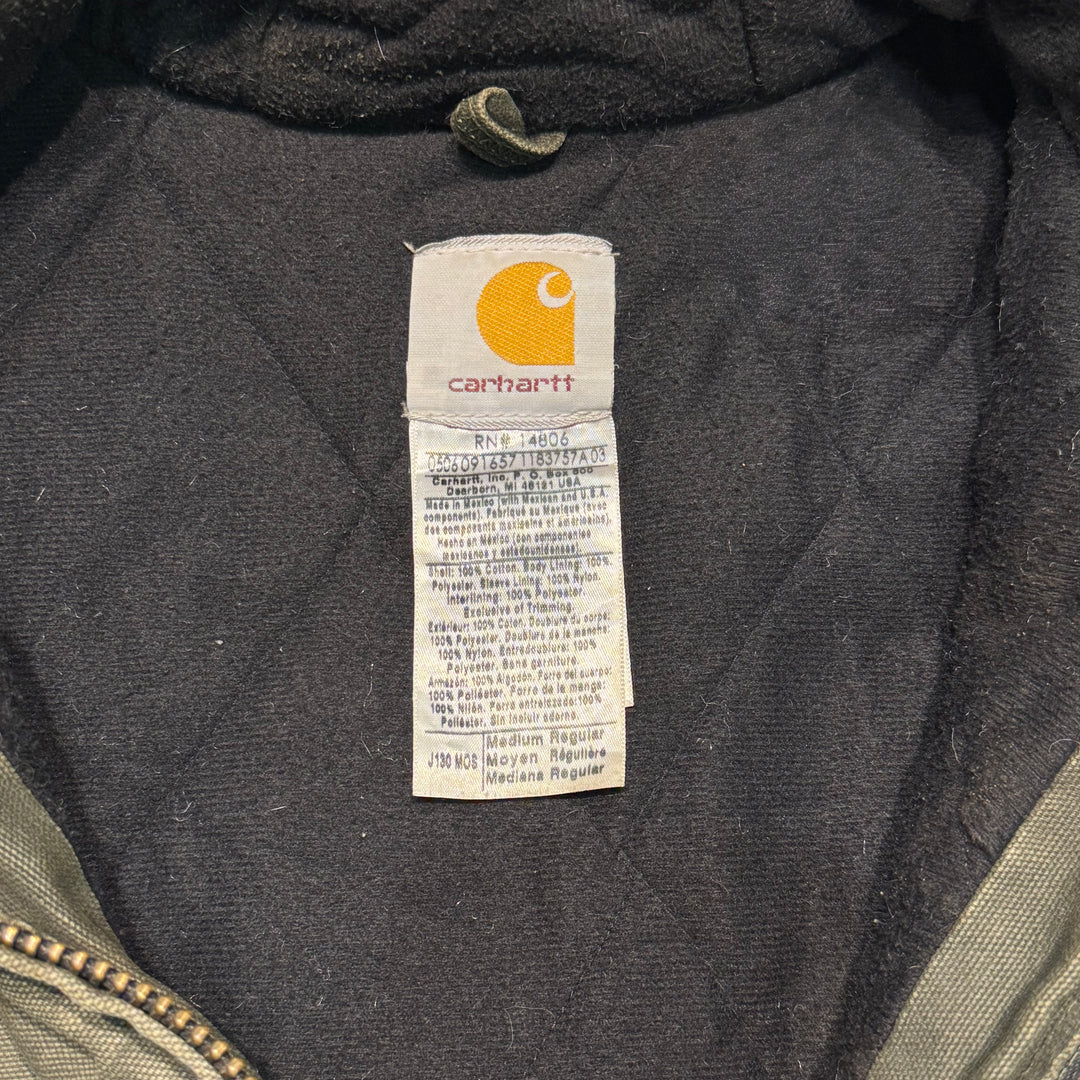 carhartt
RN# 14806
0506091657118375 7A 03
Carhartt, Inc. P. O. Box 600
Dearborn, MI 48121 USA
Made in Mexico (with Mexican and U.S.A.
components). Fabriqué au Mexique (avec
des composants mexicains et américains).
Hecho en México (con componentes
mexicanos y estadounidenses).
Shell: 100% Cotton. Body Lining: 100%
Polyester. Sleeve Lining: 100% Nylon.
Interlining: 100% Polyester
Exclusive of Trimming.
Extérieur: 100% Coton. Doublure du corps:
100% Polyester. Doublure de la manche:
100% Nylon. Entredoublure: 100%
Polyester. Sans garniture.
Armazón: 100% Algodón. Forro del cuerpo:
100% Poliéster. Forro de la manga:
100% Nilón. Forro entrelazado: 100%
Poliéster. Sin incluir adorno.
J130 MOS
Medium Regular
Moyen Régulière
Mediana Regular